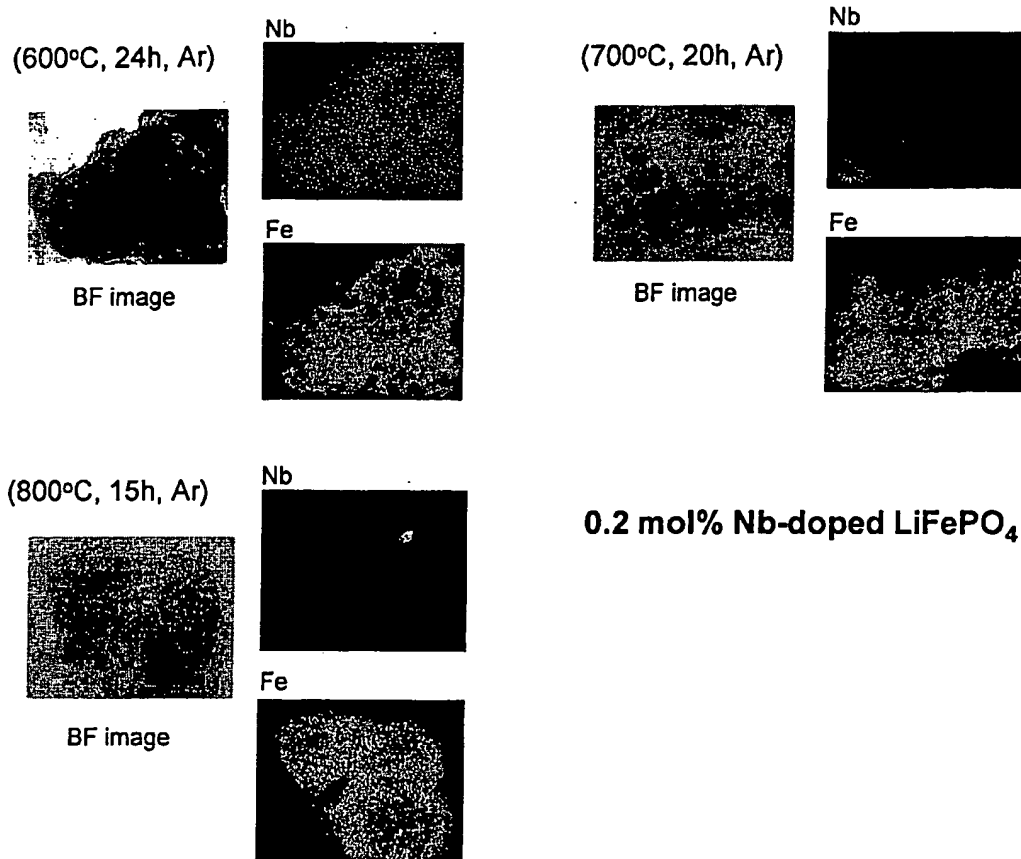 (600°C, 24h, Ar)
Nb
BF image
Fe
(700°C, 20h, Ar)
Nb
BF image
Fe
(800°C, 15h, Ar)
Nb
BF image
Fe
0.2 mol% Nb-doped LiFePO₄